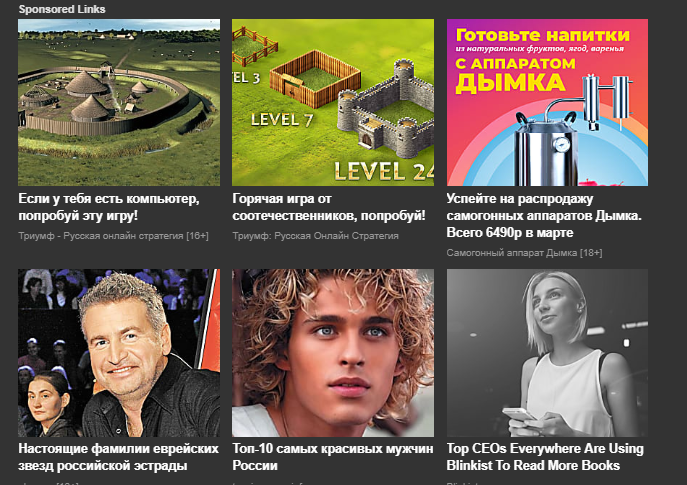 Sponsored Links
EL 3
LEVEL 7
LEVEL 24
Готовьте напитки
из натуральных фруктов, ягод, варенья
С АППАРАТОМ
ДЫМКА
Если у тебя есть компьютер,
попробуй эту игру!
Триумф - Русская онлайн стратегия [16+]
Горячая игра от
соотечественников, попробуй!
Триумф: Русская Онлайн Стратегия
Успейте на распродажу
самогонных аппаратов Дымка.
Всего 6490р в марте
Самогонный аппарат Дымка [18+]
Настоящие фамилии еврейских
звезд российской эстрады
Топ-10 самых красивых мужчин
России
Top CEOs Everywhere Are Using
Blinkist To Read More Books